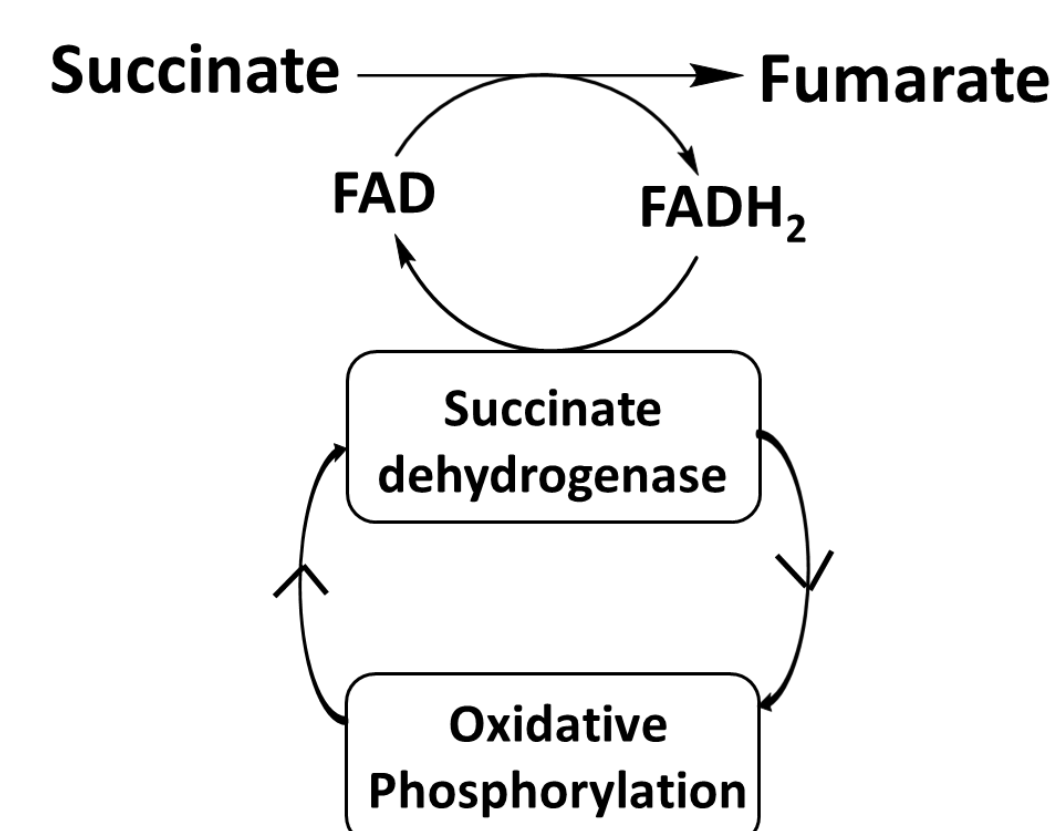 Succinate
Fumarate
FAD
FADH₂
Succinate
dehydrogenase
Oxidative
Phosphorylation